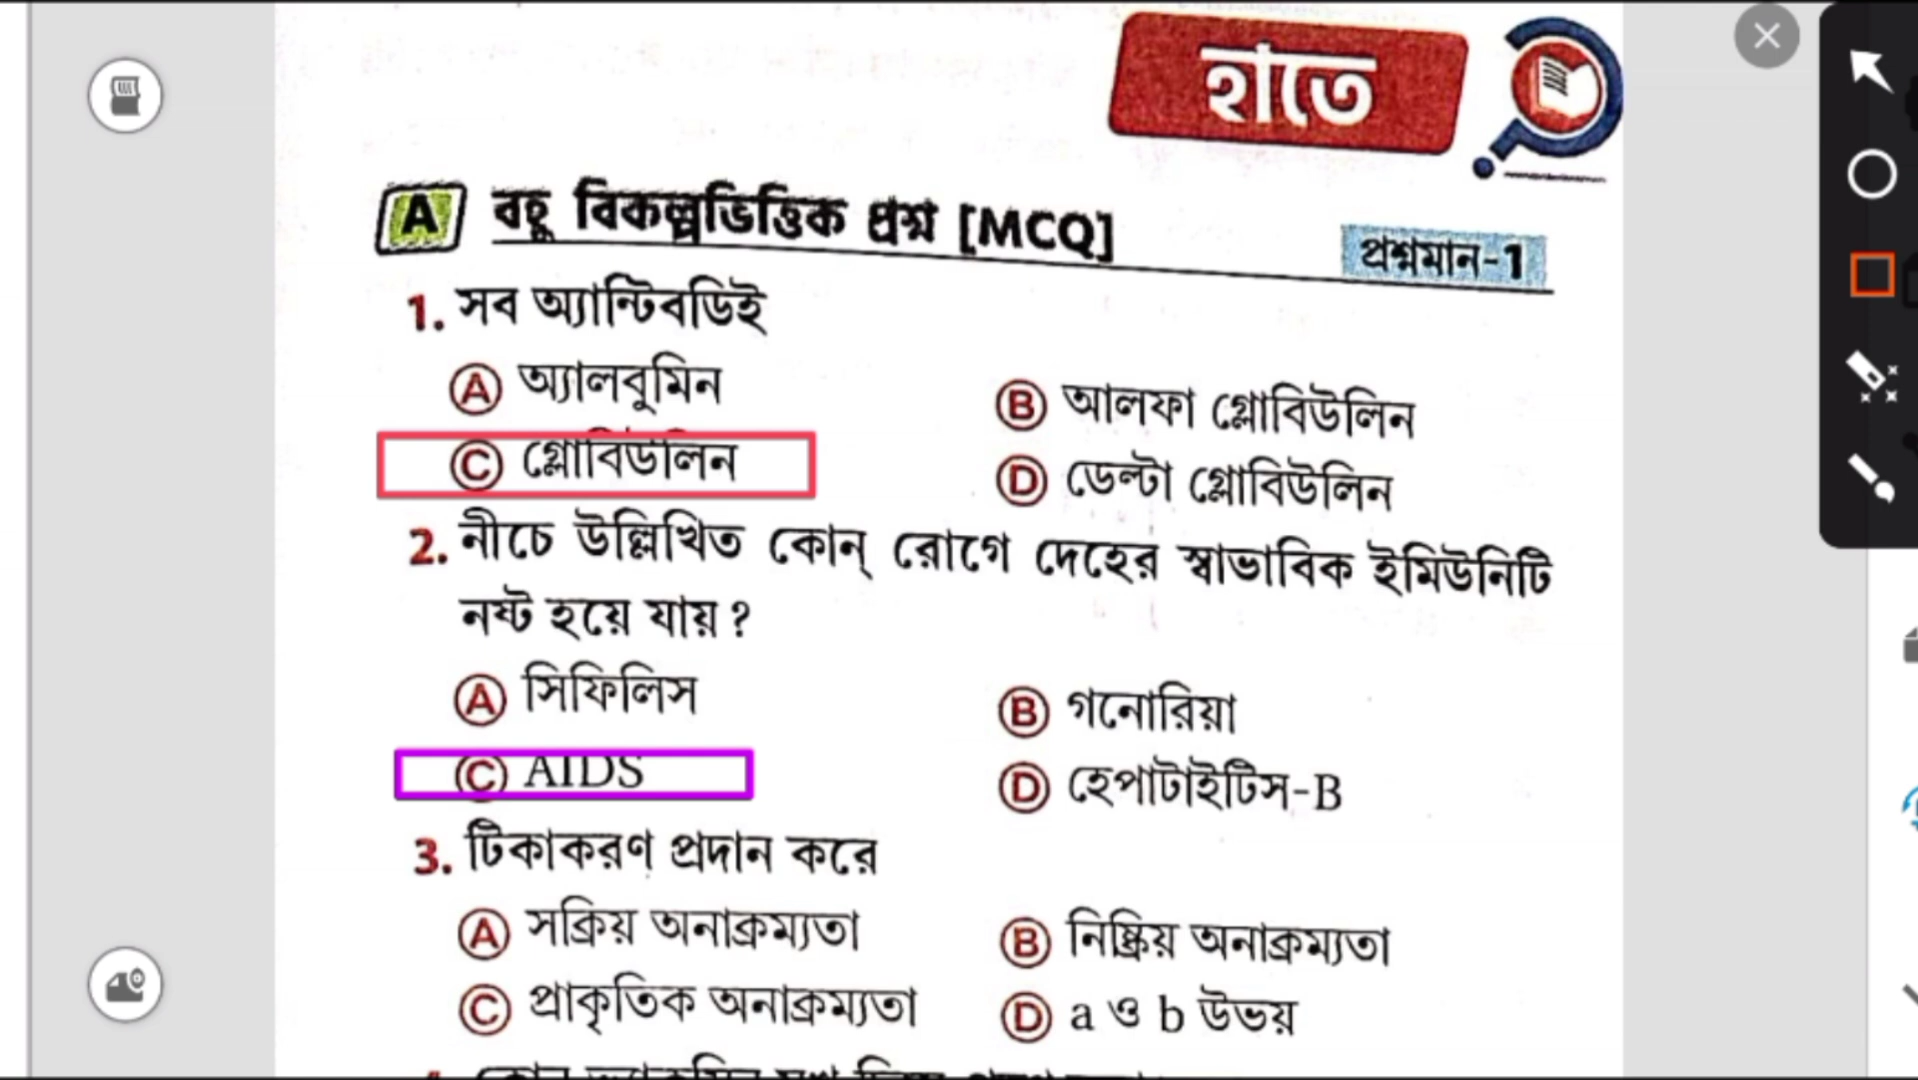 হাতে
A বহু বিকল্পভিত্তিক প্রশ্ন [MCQ]
প্রশ্নমান-1
1. সব অ্যান্টিবডিই
A অ্যালবুমিন
B আলফা গ্লোবিউলিন
C গ্লোবিউলিন
D ডেল্টা গ্লোবিউলিন
2. নীচে উল্লিখিত কোন্ রোগে দেহের স্বাভাবিক ইমিউনিটি
নষ্ট হয়ে যায়?
A সিফিলিস
B গনোরিয়া
C AIDS
D হেপাটাইটিস-B
3. টিকাকরণ প্রদান করে
A সক্রিয় অনাক্রম্যতা
B নিষ্ক্রিয় অনাক্রম্যতা
C প্রাকৃতিক অনাক্রম্যতা
D a ও b উভয়